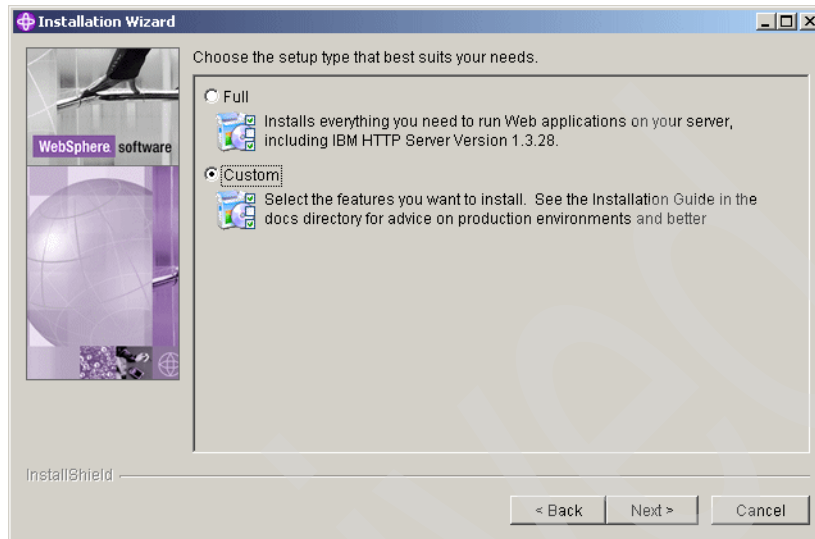 Installation Wizard
Choose the setup type that best suits your needs.
Full
Installs everything you need to run Web applications on your server,
including IBM HTTP Server Version 1.3.28.
WebSphere software
Custom
Select the features you want to install. See the Installation Guide in the
docs directory for advice on production environments and better
InstallShield
< Back
Next >
Cancel